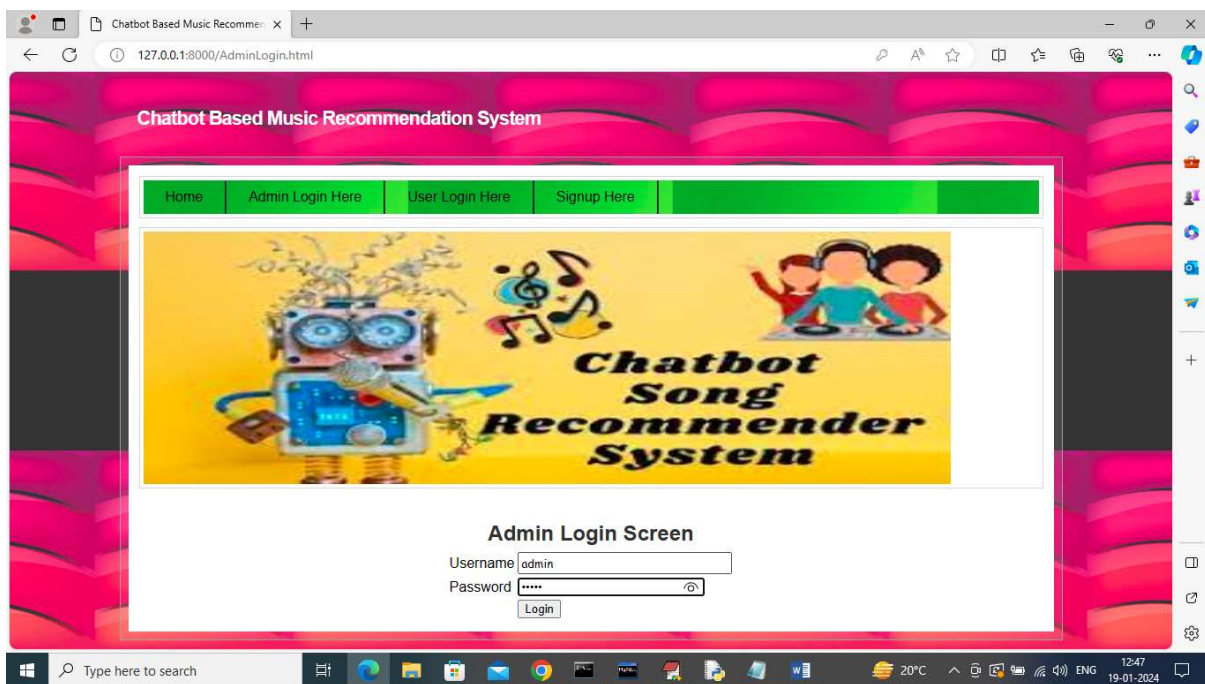 Chatbot Based Music Recommen
127.0.0.1:8000/AdminLogin.html
Chatbot Based Music Recommendation System
Home Admin Login Here User Login Here Signup Here
Chatbot
Song
Recommender
System
Admin Login Screen
Username admin
Password •••••
Login
Type here to search
20°C
ENG
12:47
19-01-2024